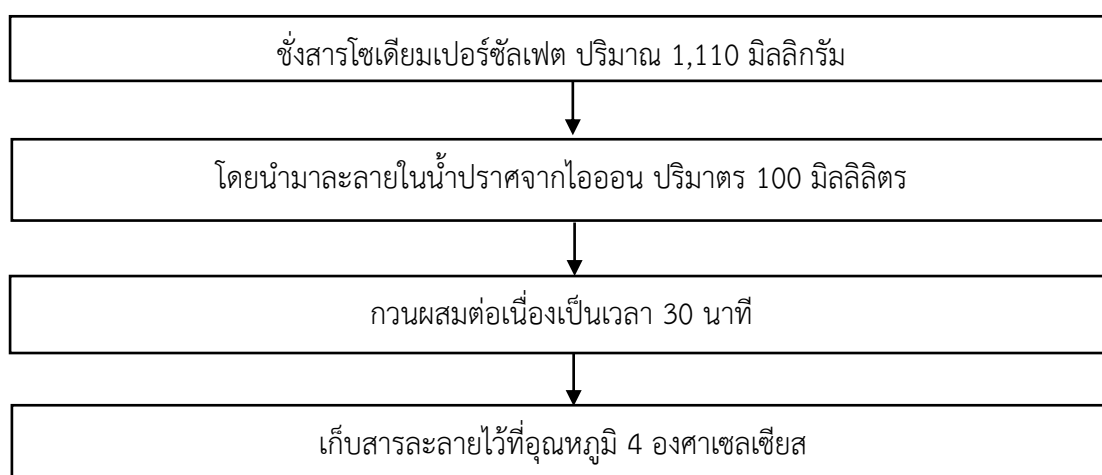 ชั่งสารโซเดียมเปอร์ซัลเฟต ปริมาณ 1,110 มิลลิกรัม
โดยนำมาละลายในน้ำปราศจากไอออน ปริมาตร 100 มิลลิลิตร
กวนผสมต่อเนื่องเป็นเวลา 30 นาที
เก็บสารละลายไว้ที่อุณหภูมิ 4 องศาเซลเซียส